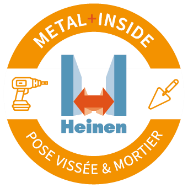 METAL+INSIDE
Heinen
POSE VISSÉE & MORTIER